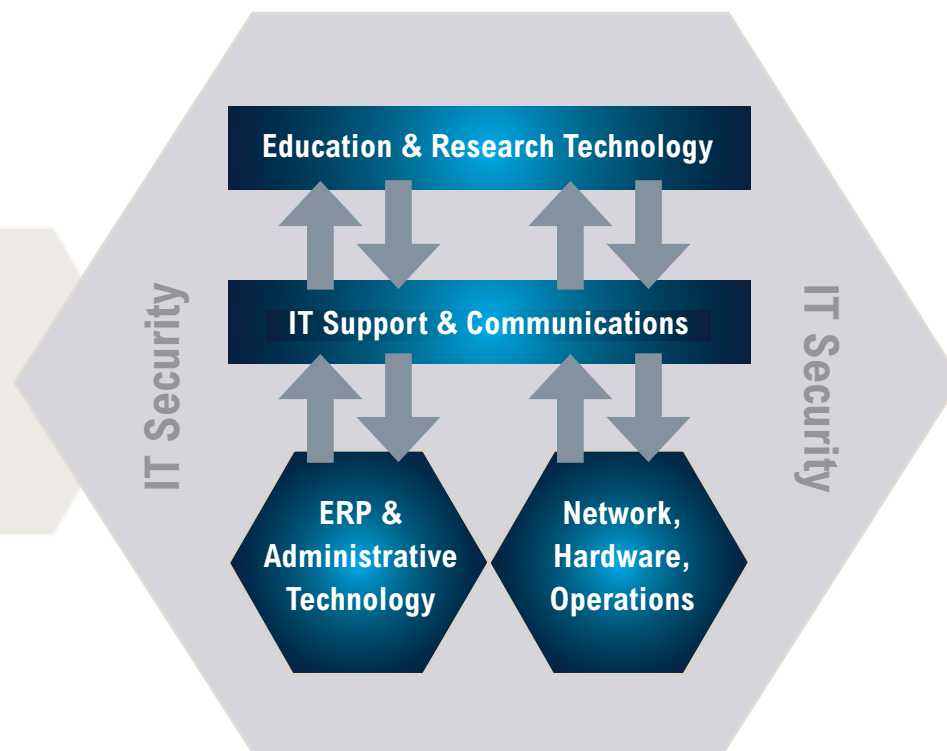 Education & Research Technology
IT Support & Communications
IT Security
IT Security
ERP &
Administrative
Technology
Network,
Hardware,
Operations